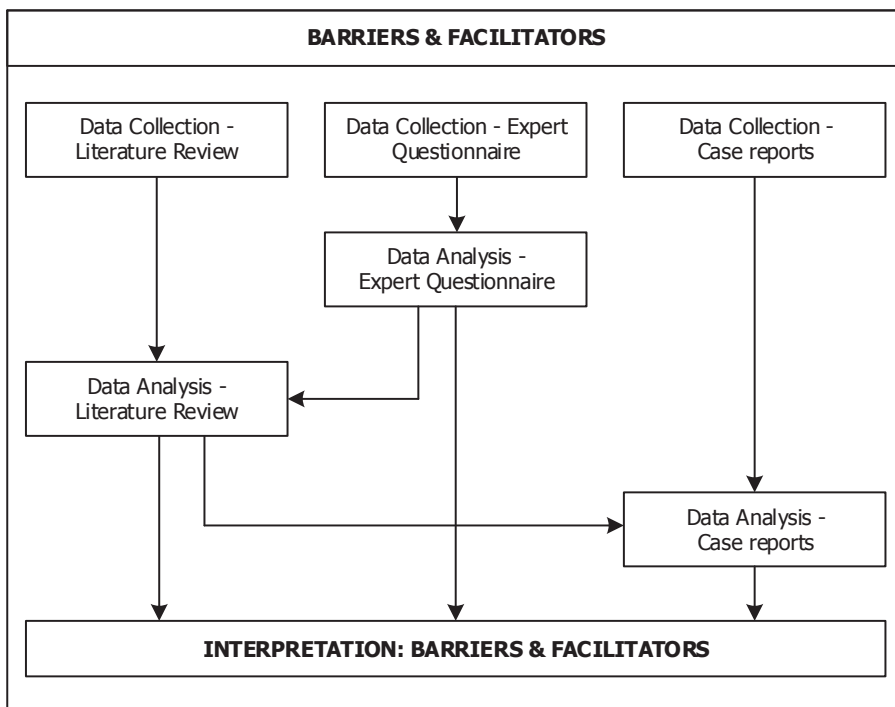 BARRIERS & FACILITATORS
Data Collection -
Literature Review
Data Collection - Expert
Questionnaire
Data Collection -
Case reports
Data Analysis -
Expert Questionnaire
Data Analysis -
Literature Review
Data Analysis -
Case reports
INTERPRETATION: BARRIERS & FACILITATORS